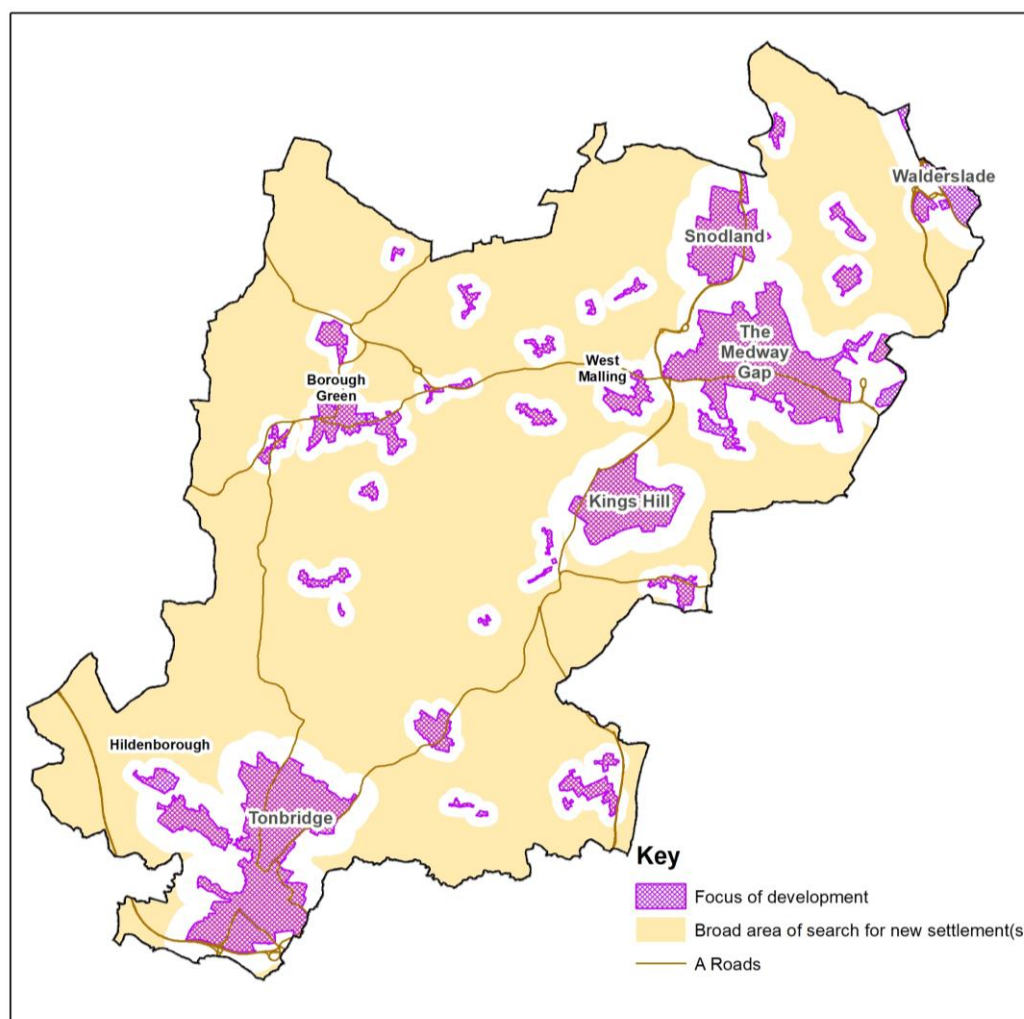 Walderslade
Snodland
The
Medway
Gap
West
Malling
Borough
Green
Kings Hill
Hildenborough
Tonbridge
Key
Focus of development
Broad area of search for new settlement(s
A Roads